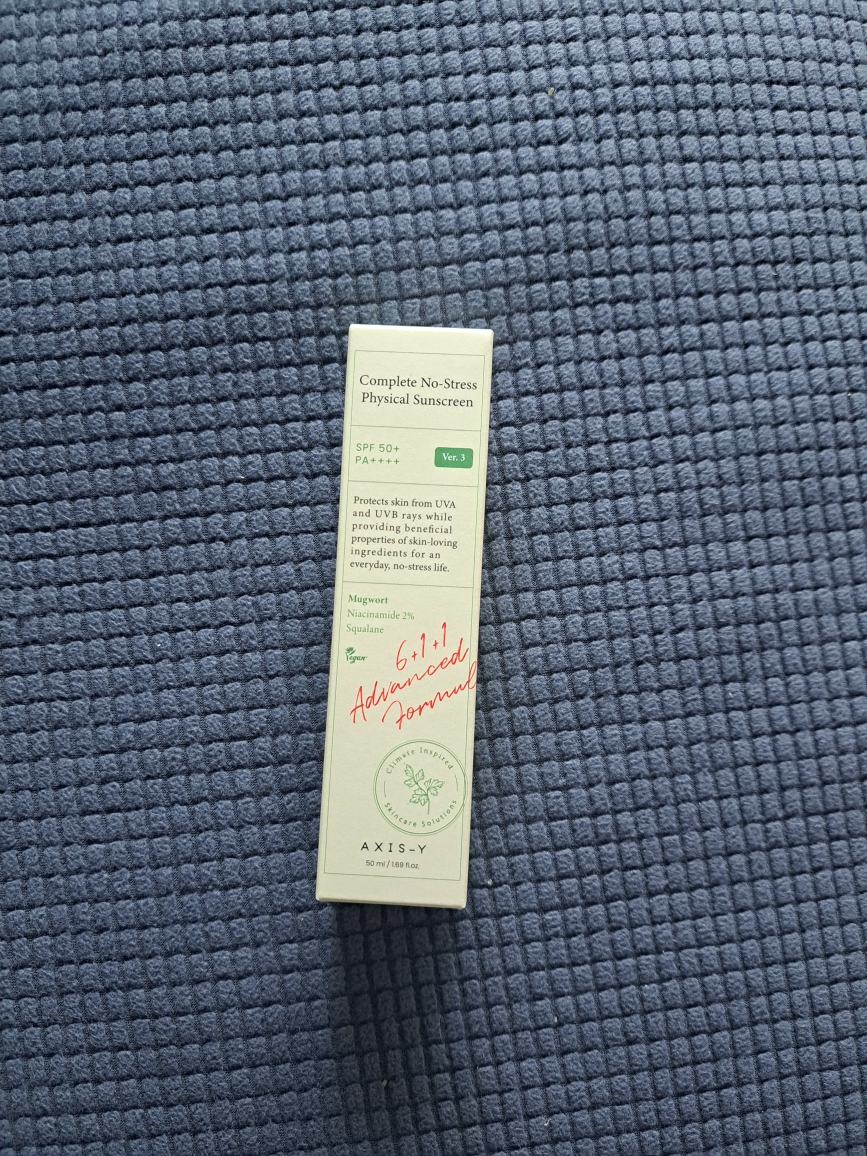 Complete No-Stress
Physical Sunscreen
SPF 50+
PA++++
Ver. 3
Protects skin from UVA
and UVB rays while
providing beneficial
properties of skin-loving
ingredients for an
everyday, no-stress life.
Mugwort
Niacinamide 2%
Squalane
Vegan
6+1+1
Advanced
Formul
Climate Inspired
Skincare Solutions
AXIS-Y
50 ml / 1.69 fl.oz.